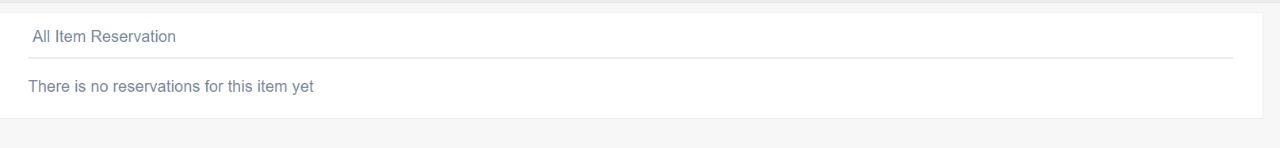 All Item Reservation
There is no reservations for this item yet